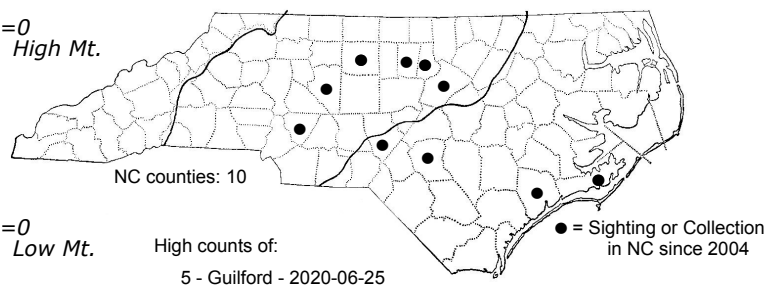 =0
High Mt.
NC counties: 10
=0
Low Mt.
High counts of:
5 - Guilford - 2020-06-25
● = Sighting or Collection
in NC since 2004